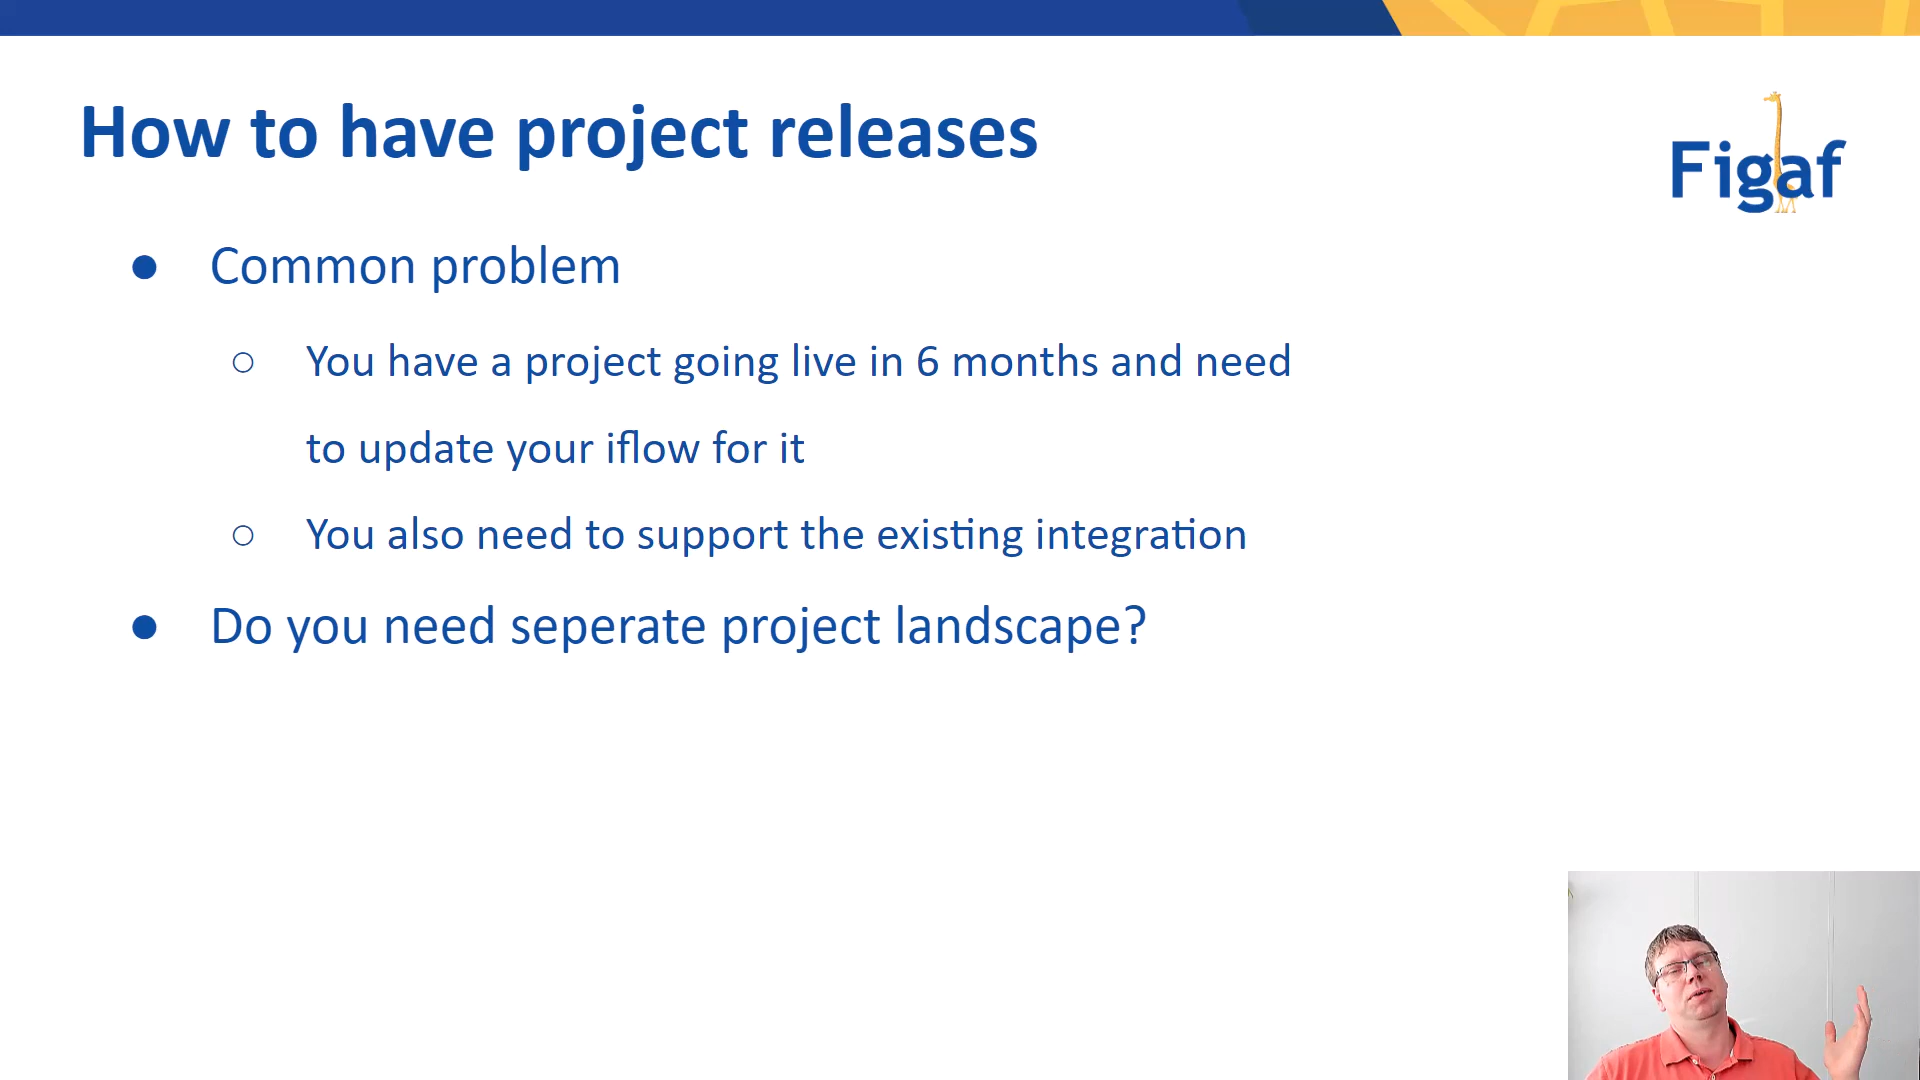 How to have project releases
Figaf
● Common problem
○ You have a project going live in 6 months and need
to update your iflow for it
○ You also need to support the existing integration
● Do you need seperate project landscape?